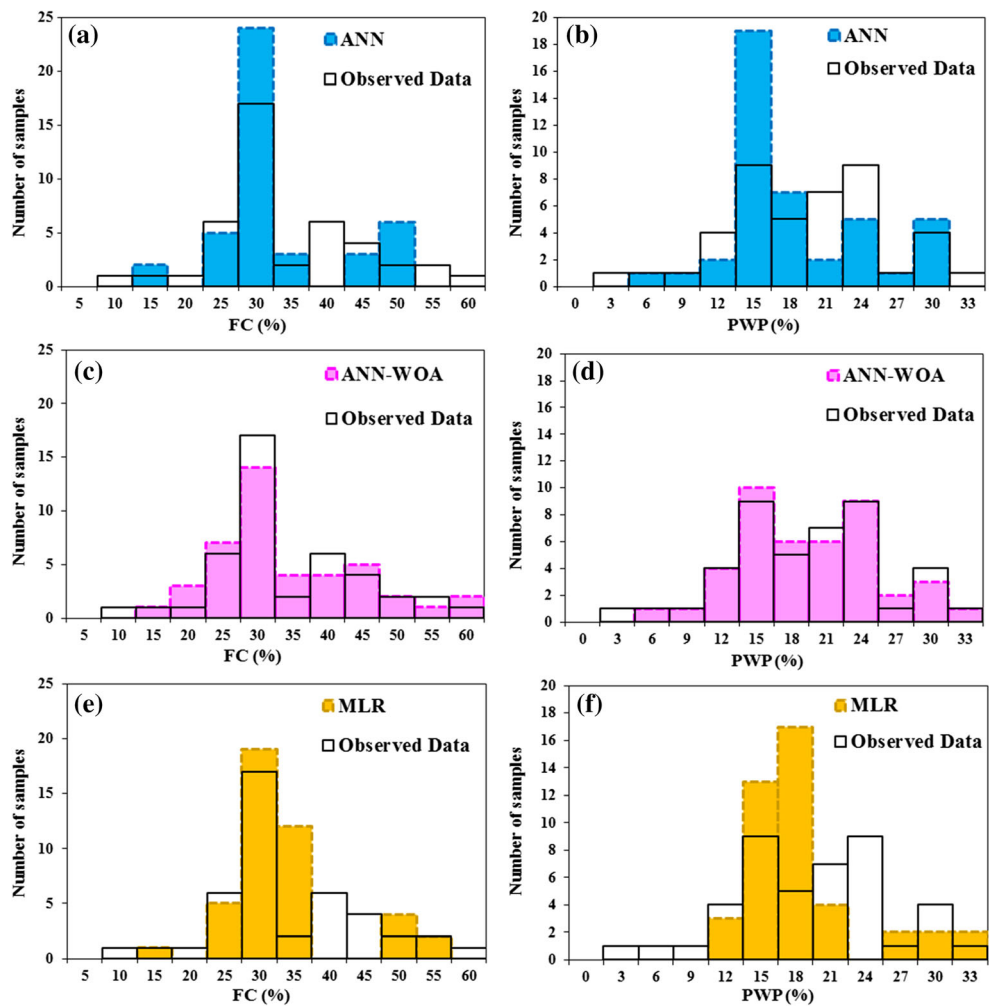 (a)
ANN
Observed Data
Number of samples
25
20
15
10
5
0
5 10 15 20 25 30 35 40 45 50 55 60
FC (%)
(b)
ANN
Observed Data
Number of samples
20
18
16
14
12
10
8
6
4
2
0
0 3 6 9 12 15 18 21 24 27 30 33
PWP (%)
(c)
ANN-WOA
Observed Data
Number of samples
25
20
15
10
5
0
5 10 15 20 25 30 35 40 45 50 55 60
FC (%)
(d)
ANN-WOA
Observed Data
Number of samples
20
18
16
14
12
10
8
6
4
2
0
0 3 6 9 12 15 18 21 24 27 30 33
PWP (%)
(e)
MLR
Observed Data
Number of samples
25
20
15
10
5
0
5 10 15 20 25 30 35 40 45 50 55 60
FC (%)
(f)
MLR
Observed Data
Number of samples
20
18
16
14
12
10
8
6
4
2
0
0 3 6 9 12 15 18 21 24 27 30 33
PWP (%)